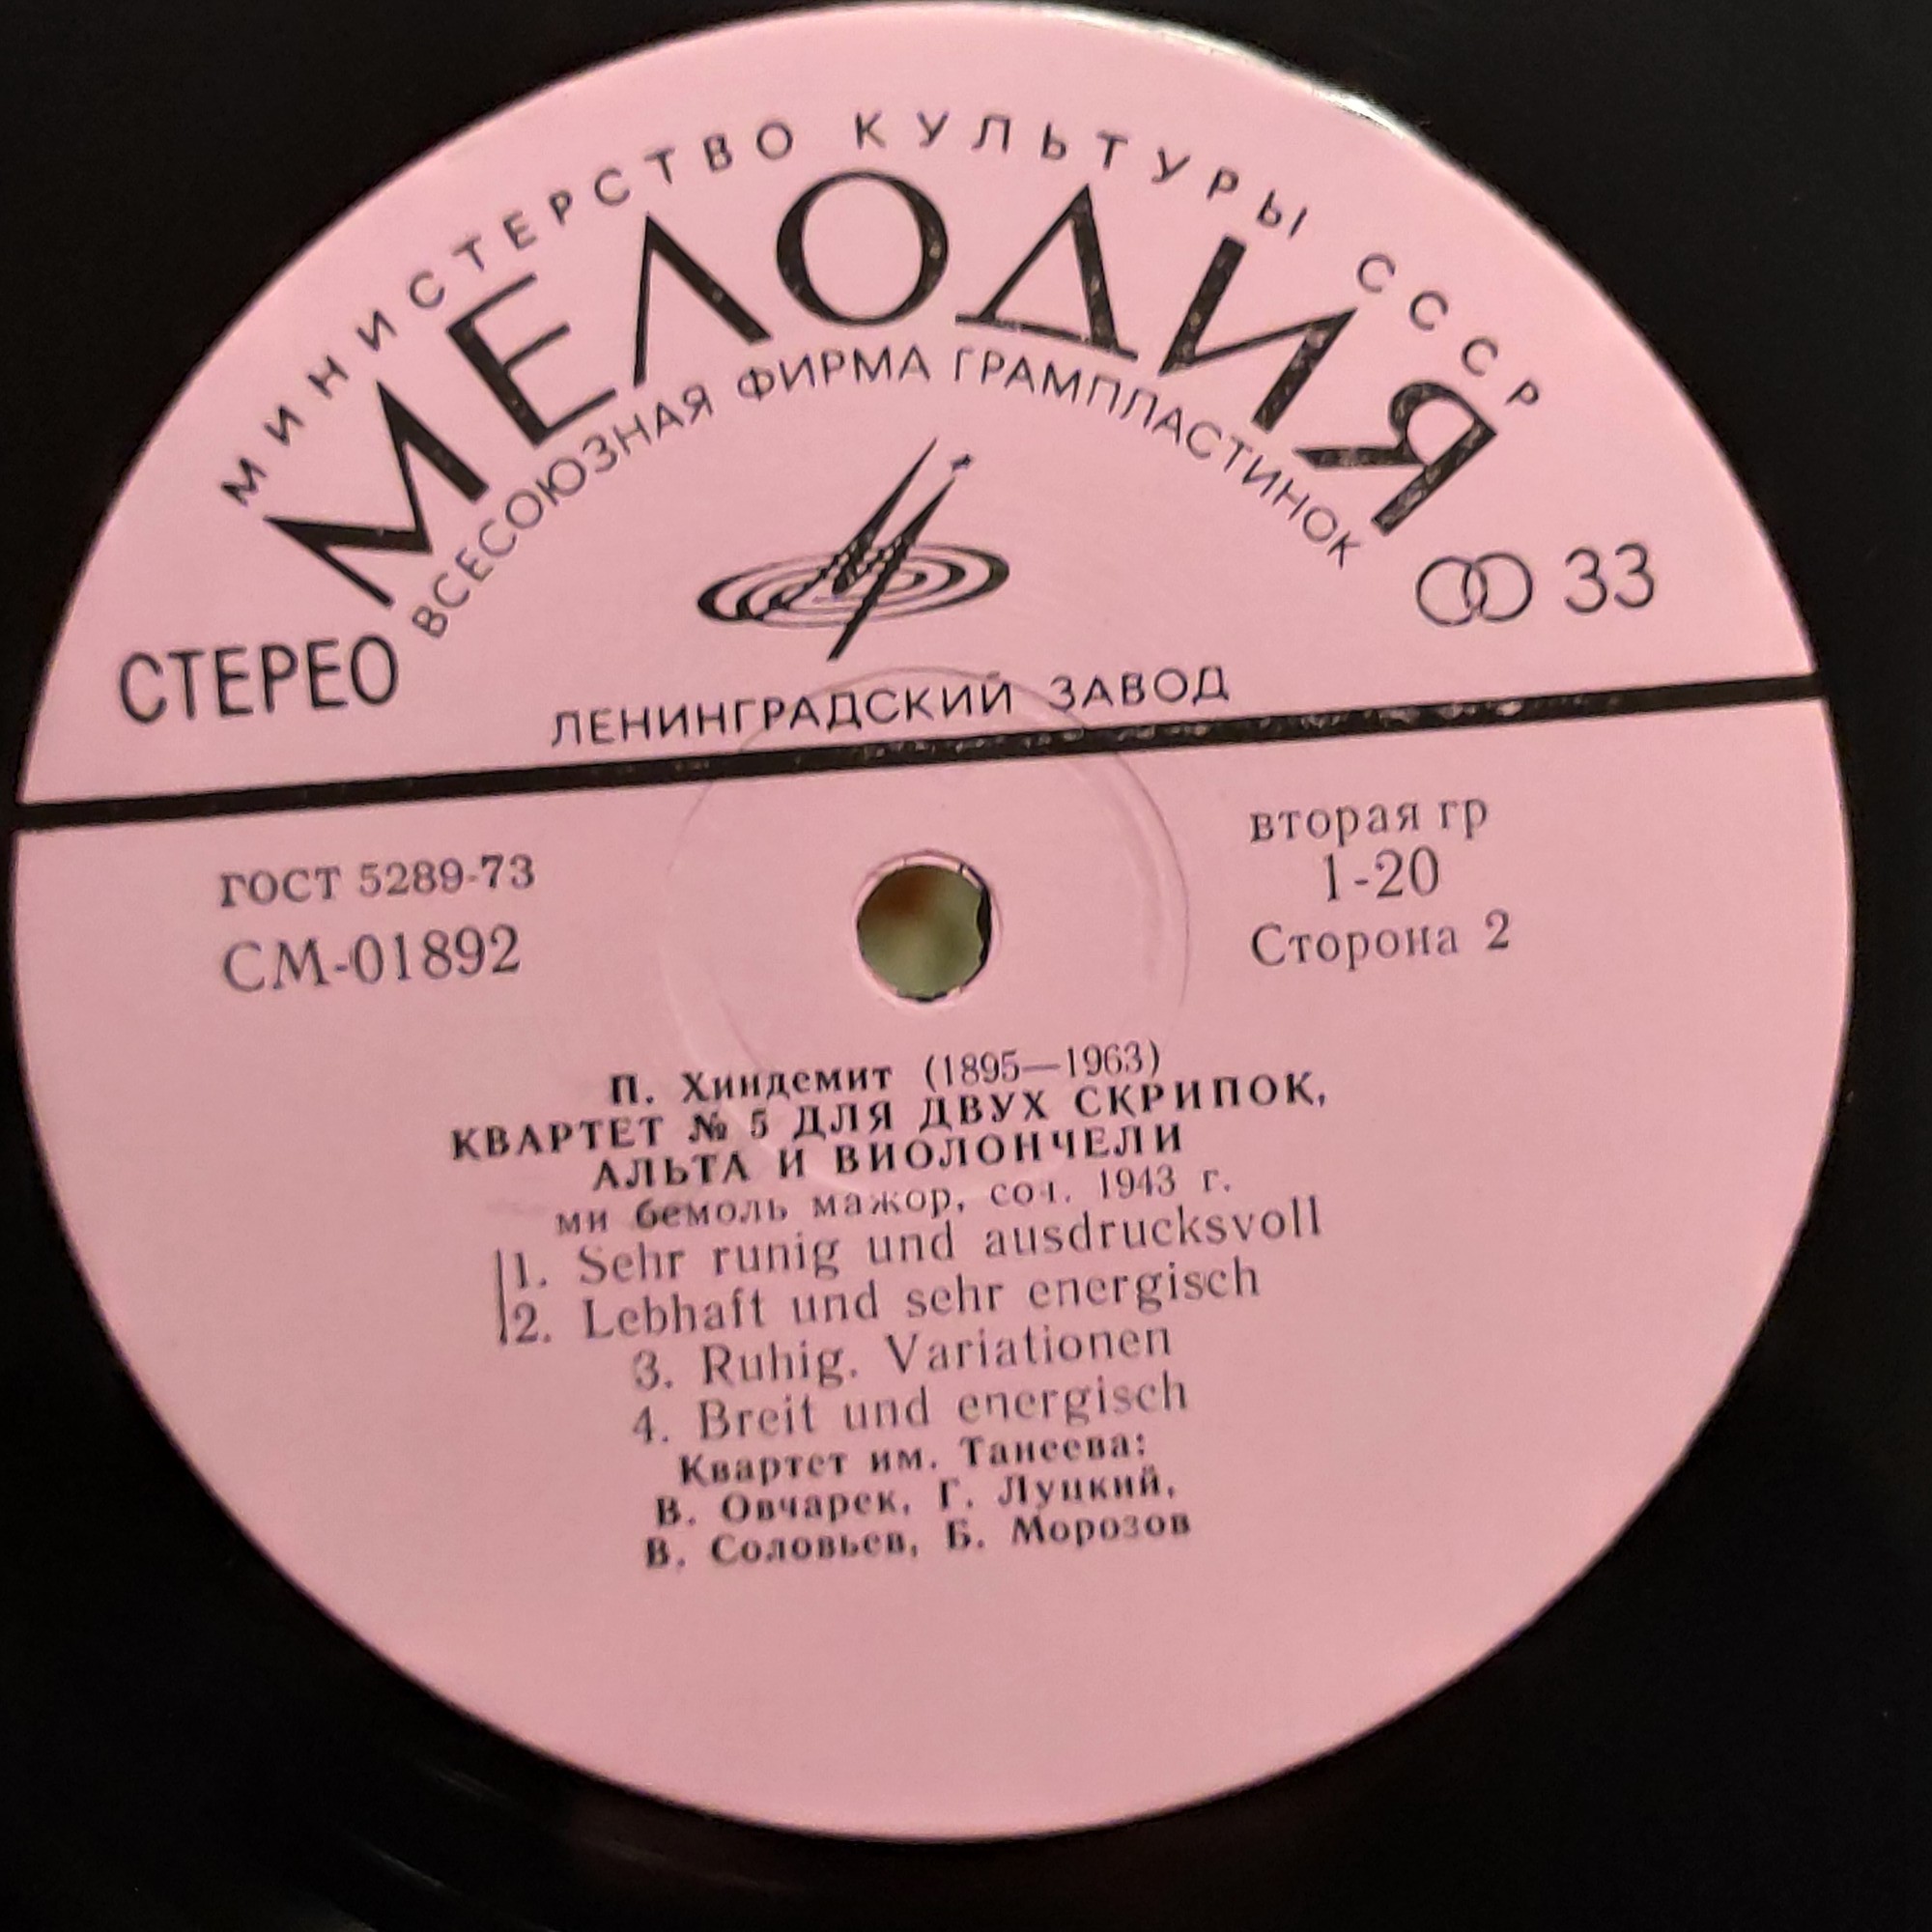 МИНИСТЕРСТВО КУЛЬТУРЫ СССР
МЕЛОДИЯ
ВСЕСОЮЗНАЯ ФИРМА ГРАМПЛАСТИНОК
СТЕРЕО
33
ЛЕНИНГРАДСКИЙ ЗАВОД
ГОСТ 5289-73
СМ-01892
вторая гр
1-20
Сторона 2
П. Хиндемит (1895—1963)
КВАРТЕТ № 5 ДЛЯ ДВУХ СКРИПОК,
АЛЬТА И ВИОЛОНЧЕЛИ
ми бемоль мажор, соч. 1943 г.
1. Sehr runig und ausdrucksvoll
2. Lebhaft und sehr energisch
3. Ruhig. Variationen
4. Breit und energisch
Квартет им. Танеева:
В. Овчарек, Г. Луцкий,
В. Соловьев, Б. Морозов